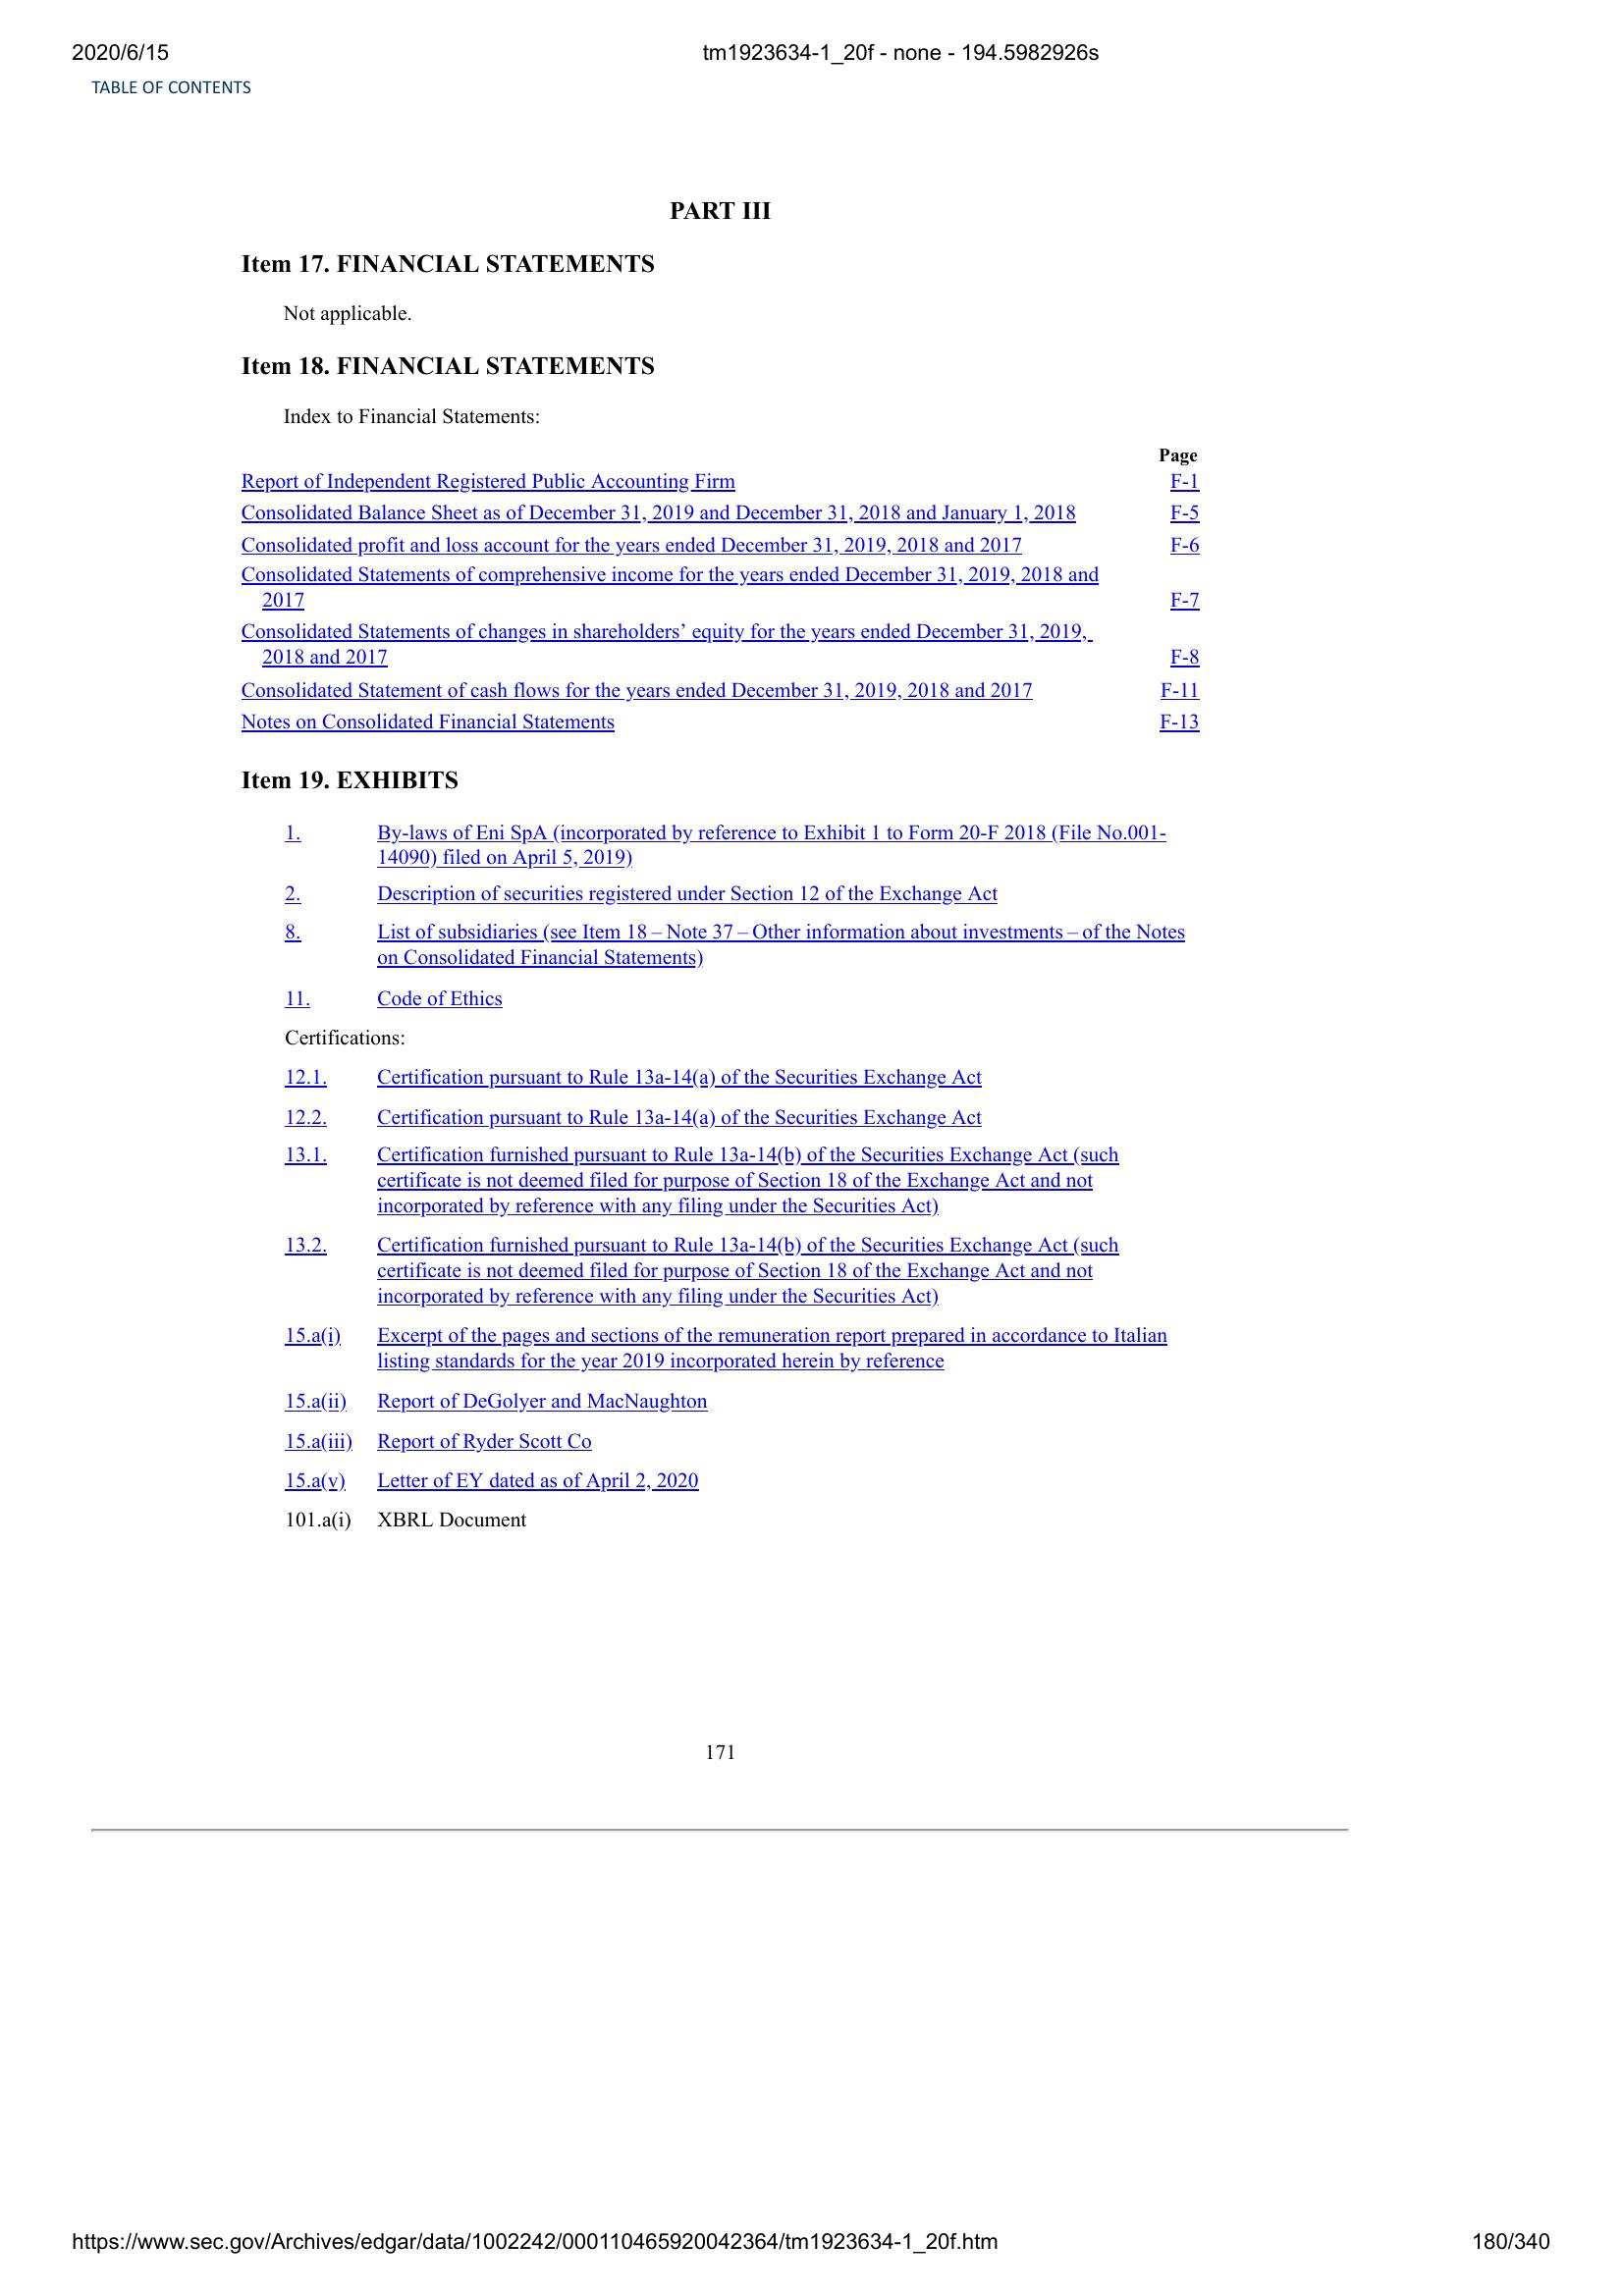 2020/6/15 tm1923634-1_20f - none - 194.5982926s
TABLE OF CONTENTS
PART III
Item 17. FINANCIAL STATEMENTS
Not applicable.
Item 18. FINANCIAL STATEMENTS
Index to Financial Statements:
Page
Report of Independent Registered Public Accounting Firm F-1
Consolidated Balance Sheet as of December 31, 2019 and December 31, 2018 and January 1, 2018 F-5
Consolidated profit and loss account for the years ended December 31, 2019, 2018 and 2017 F-6
Consolidated Statements of comprehensive income for the years ended December 31, 2019, 2018 and
2017 F-7
Consolidated Statements of changes in shareholders’ equity for the years ended December 31, 2019,
2018 and 2017 F-8
Consolidated Statement of cash flows for the years ended December 31, 2019, 2018 and 2017 F-11
Notes on Consolidated Financial Statements F-13
Item 19. EXHIBITS
1. By-laws of Eni SpA (incorporated by reference to Exhibit 1 to Form 20-F 2018 (File No.001-
14090) filed on April 5, 2019)
2. Description of securities registered under Section 12 of the Exchange Act
8. List of subsidiaries (see Item 18 – Note 37 – Other information about investments – of the Notes
on Consolidated Financial Statements)
11. Code of Ethics
Certifications:
12.1. Certification pursuant to Rule 13a-14(a) of the Securities Exchange Act
12.2. Certification pursuant to Rule 13a-14(a) of the Securities Exchange Act
13.1. Certification furnished pursuant to Rule 13a-14(b) of the Securities Exchange Act (such
certificate is not deemed filed for purpose of Section 18 of the Exchange Act and not
incorporated by reference with any filing under the Securities Act)
13.2. Certification furnished pursuant to Rule 13a-14(b) of the Securities Exchange Act (such
certificate is not deemed filed for purpose of Section 18 of the Exchange Act and not
incorporated by reference with any filing under the Securities Act)
15.a(i) Excerpt of the pages and sections of the remuneration report prepared in accordance to Italian
listing standards for the year 2019 incorporated herein by reference
15.a(ii) Report of DeGolyer and MacNaughton
15.a(iii) Report of Ryder Scott Co
15.a(v) Letter of EY dated as of April 2, 2020
101.a(i) XBRL Document
171
https://www.sec.gov/Archives/edgar/data/1002242/000110465920042364/tm1923634-1_20f.htm 180/340